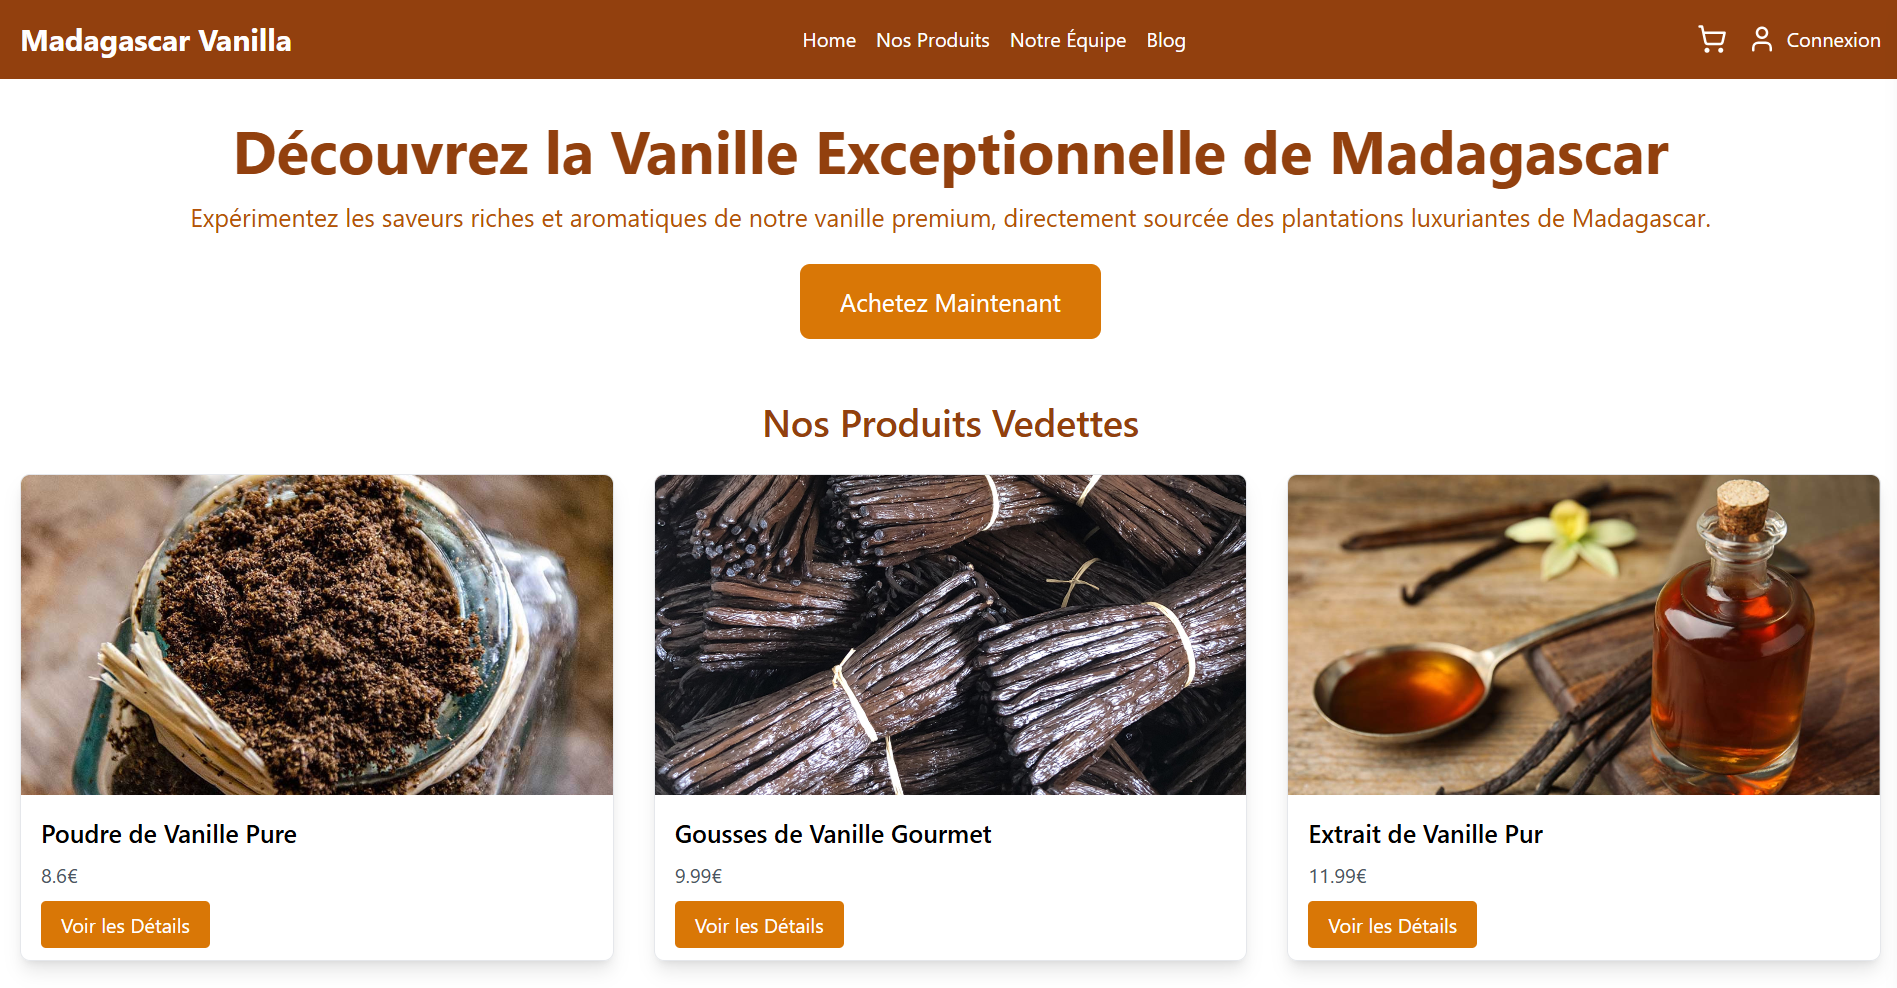 Madagascar Vanilla
Home Nos Produits Notre Équipe Blog
Connexion
Découvrez la Vanille Exceptionnelle de Madagascar
Expérimentez les saveurs riches et aromatiques de notre vanille premium, directement sourcée des plantations luxuriantes de Madagascar.
Achetez Maintenant
Nos Produits Vedettes
Poudre de Vanille Pure
8.6€
Voir les Détails
Gousses de Vanille Gourmet
9.99€
Voir les Détails
Extrait de Vanille Pur
11.99€
Voir les Détails